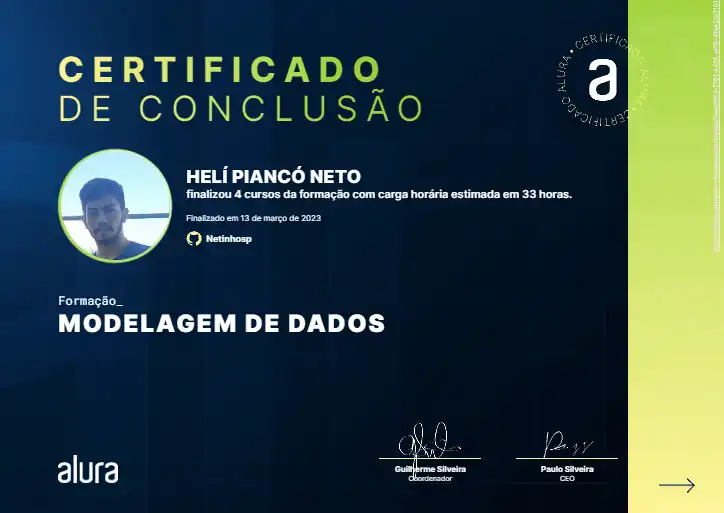 CERTIFICADO
DE CONCLUSÃO
CERTIFICADO ALURA • CERTIFICADO ALURA •
a
HELÍ PIANCÓ NETO
finalizou 4 cursos da formação com carga horária estimada em 33 horas.
Finalizado em 13 de março de 2023
Netinhosp
Formação_
MODELAGEM DE DADOS
alura
Guilherme Silveira
Coordenador
Paulo Silveira
CEO